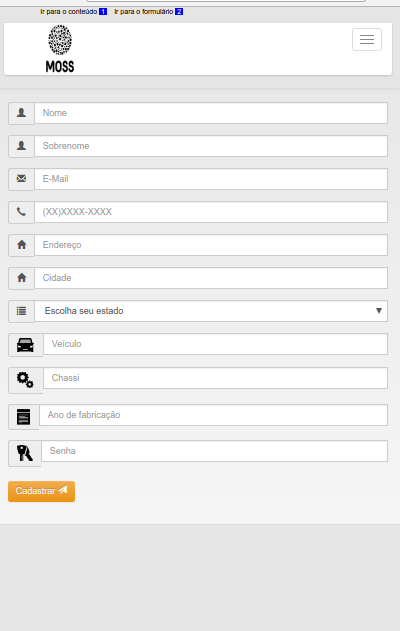 Ir para o conteúdo 1 Ir para o formulário 2
MOSS
Nome
Sobrenome
E-Mail
(XX)XXXX-XXXX
Endereço
Cidade
Escolha seu estado
Veículo
Chassi
Ano de fabricação
Senha
Cadastrar